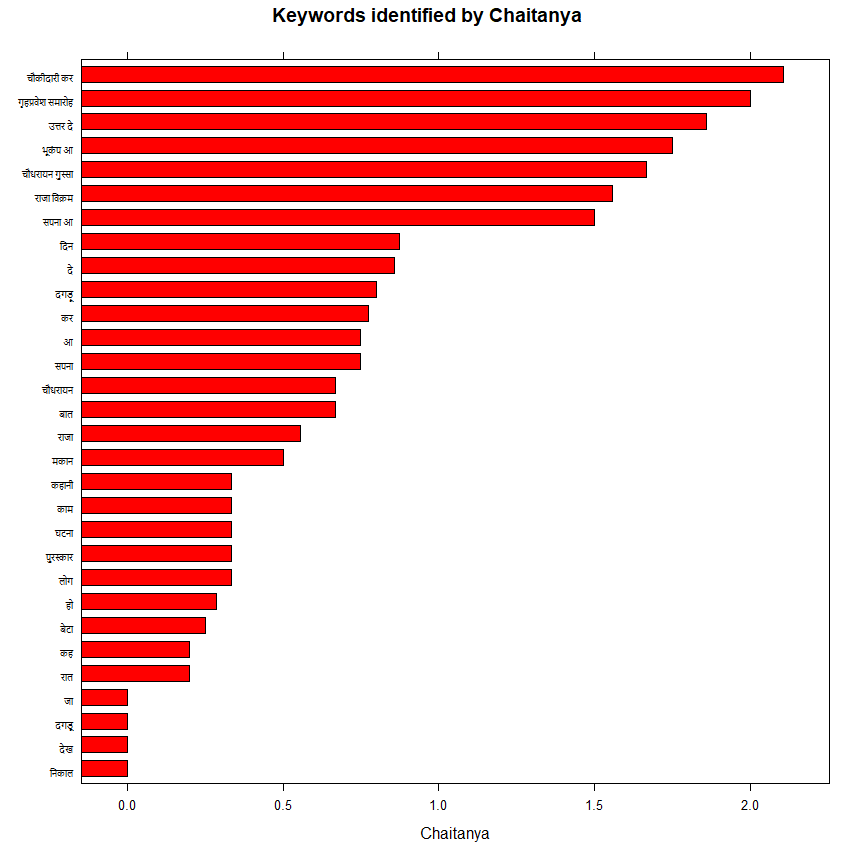 Keywords identified by Chaitanya
चौकीदारी कर
गृहप्रवेश समारोह
उत्तर दे
भूकंप आ
चौधरायन गुस्सा
राजा विक्रम
सपना आ
दिन
दे
दगड़ू
कर
आ
सपना
चौधरायन
बात
राजा
मकान
कहानी
काम
घटना
पुरस्कार
लोग
हो
बेटा
कह
रात
जा
दगडू
देख
निकाल
0.0 0.5 1.0 1.5 2.0
Chaitanya